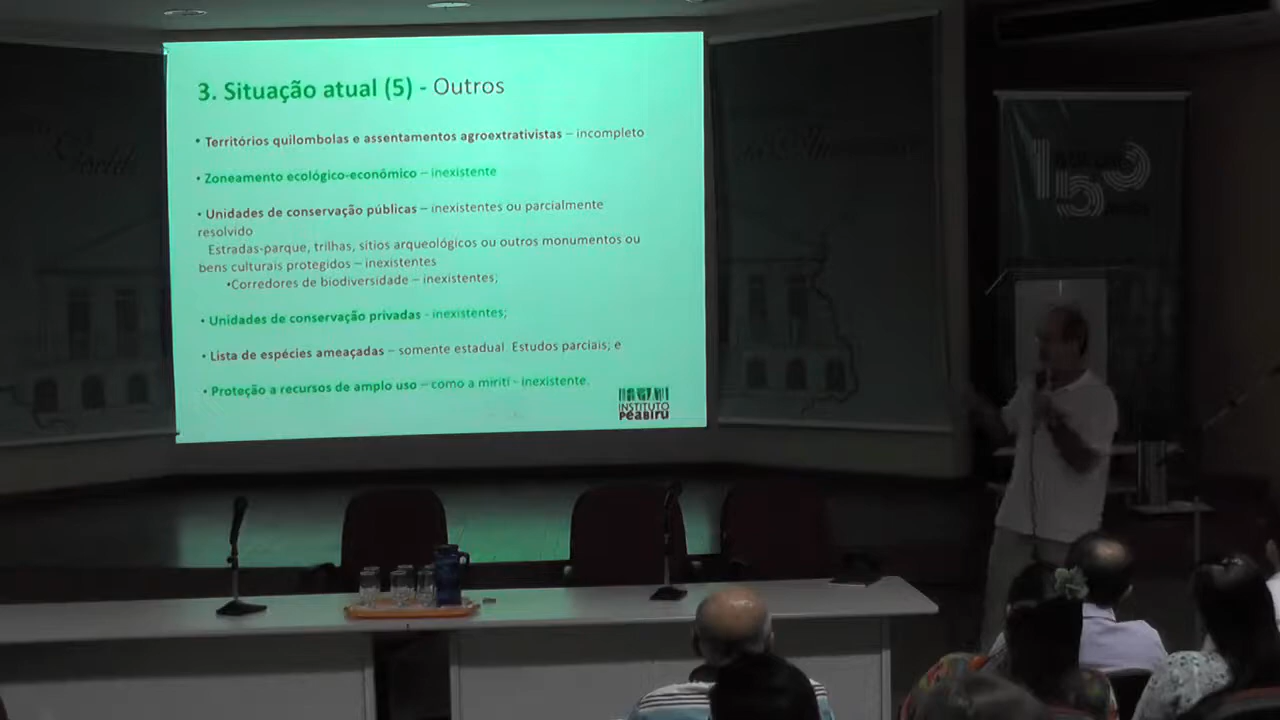 3. Situação atual (5) - Outros
• Territórios quilombolas e assentamentos agroextrativistas – incompleto
• Zoneamento ecológico-econômico – inexistente
• Unidades de conservação públicas – inexistentes ou parcialmente
resolvido
Estradas-parque, trilhas, sítios arqueológicos ou outros monumentos ou
bens culturais protegidos – inexistentes
•Corredores de biodiversidade – inexistentes;
• Unidades de conservação privadas - inexistentes;
• Lista de espécies ameaçadas – somente estadual. Estudos parciais; e
• Proteção a recursos de amplo uso – como a miriti - Inexistente.
INSTITUTO
PEABIRU